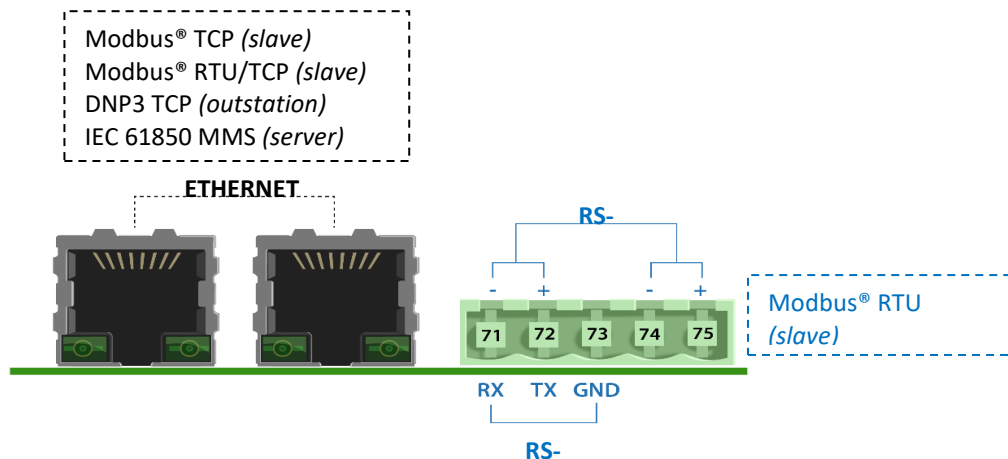 Modbus® TCP (slave)
Modbus® RTU/TCP (slave)
DNP3 TCP (outstation)
IEC 61850 MMS (server)
ETHERNET
RS-
- + - +
71 72 73 74 75
Modbus® RTU
(slave)
RX TX GND
RS-